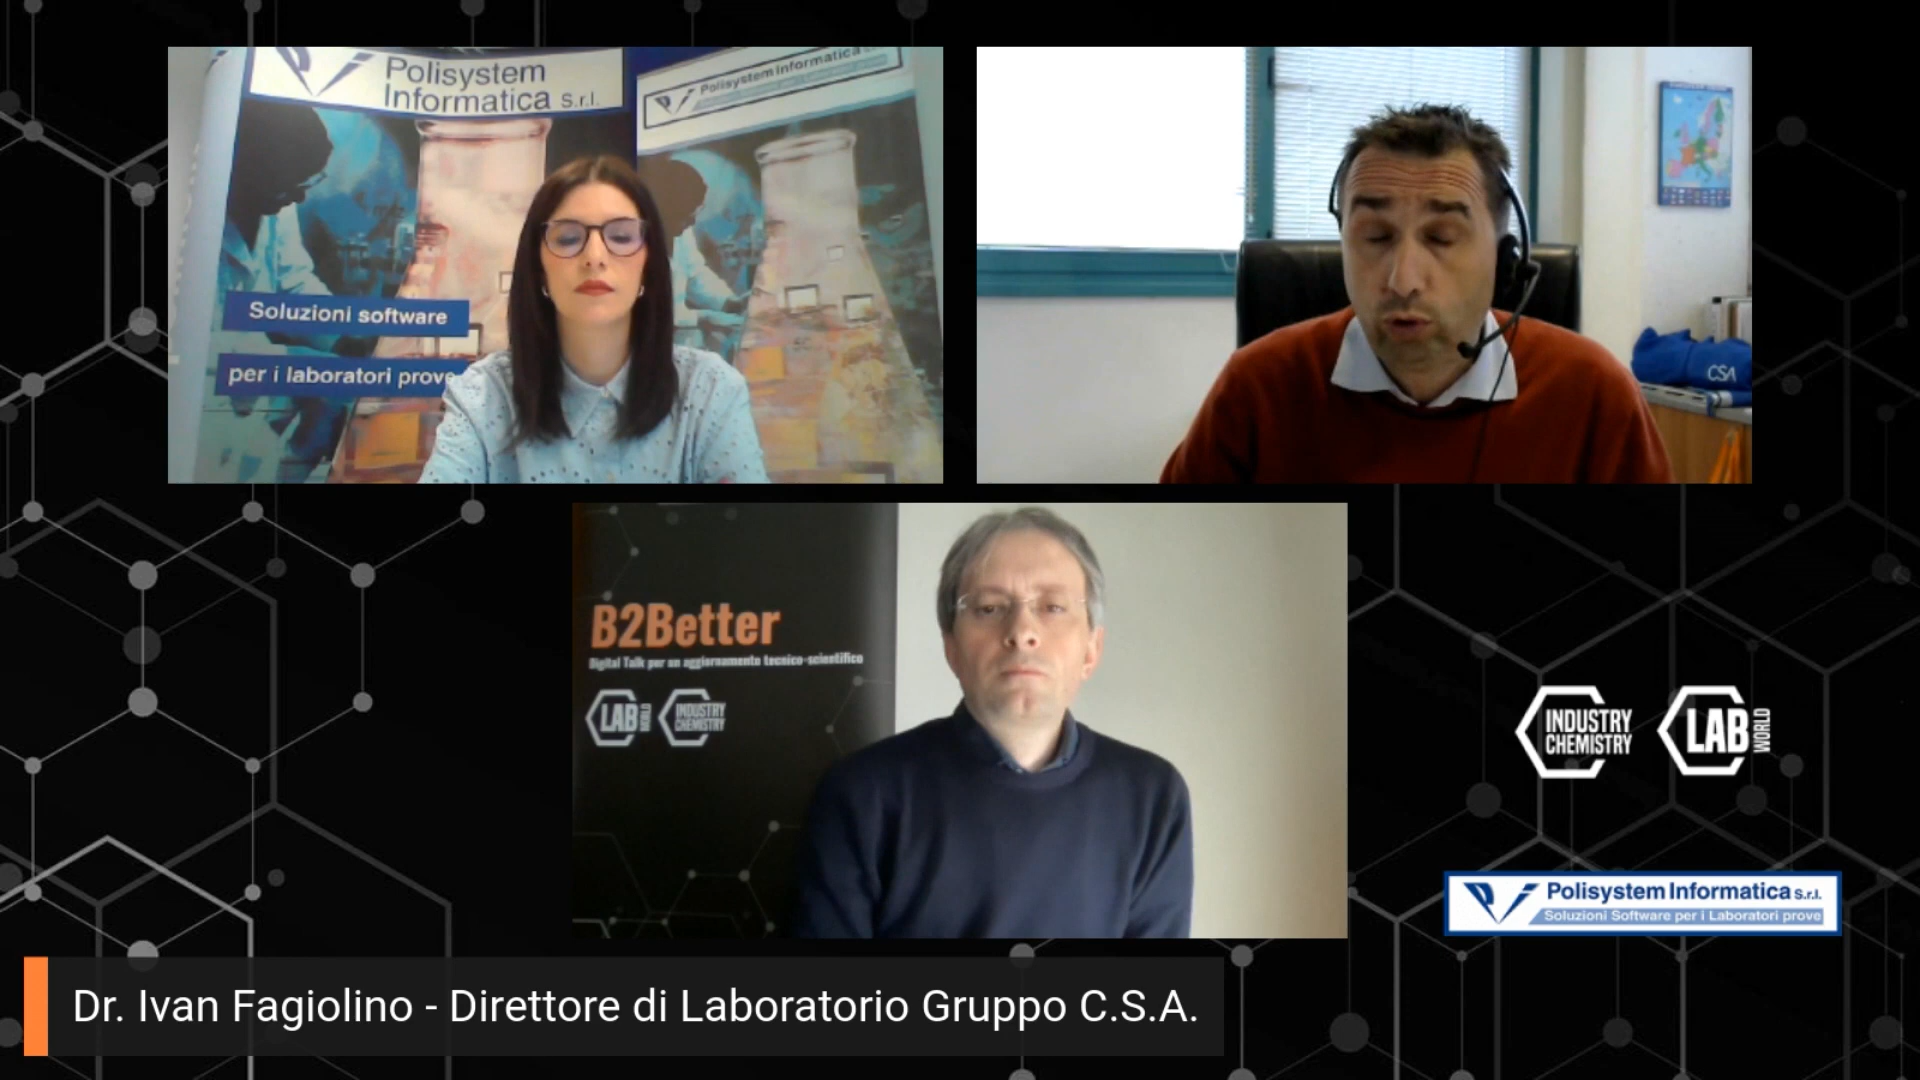 Polisystem
Informatica S.r.l.
Polisystem Informatica
Soluzioni software
per i laboratori prove
CSA
B2Better
Digital Talk per un aggiornamento tecnico-scientifico
LAB WORLD
INDUSTRY
CHEMISTRY
INDUSTRY
CHEMISTRY
LAB WORLD
Polisystem Informatica S.r.l.
Soluzioni Software per i Laboratori prove
Dr. Ivan Fagiolino - Direttore di Laboratorio Gruppo C.S.A.